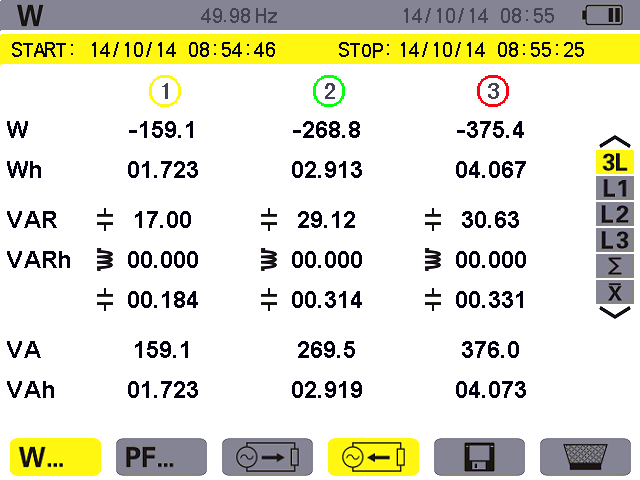 W 49.98 Hz 14/10/14 08:55
START: 14/10/14 08:54:46 STOP: 14/10/14 08:55:25
1 2 3
W -159.1 -268.8 -375.4
Wh 01.723 02.913 04.067
3L
L1
VAR 17.00 29.12 30.63
L2
L3
VARh 00.000 00.000 00.000
Σ
00.184 00.314 00.331
X̅
VA 159.1 269.5 376.0
VAh 01.723 02.919 04.073
W... PF...